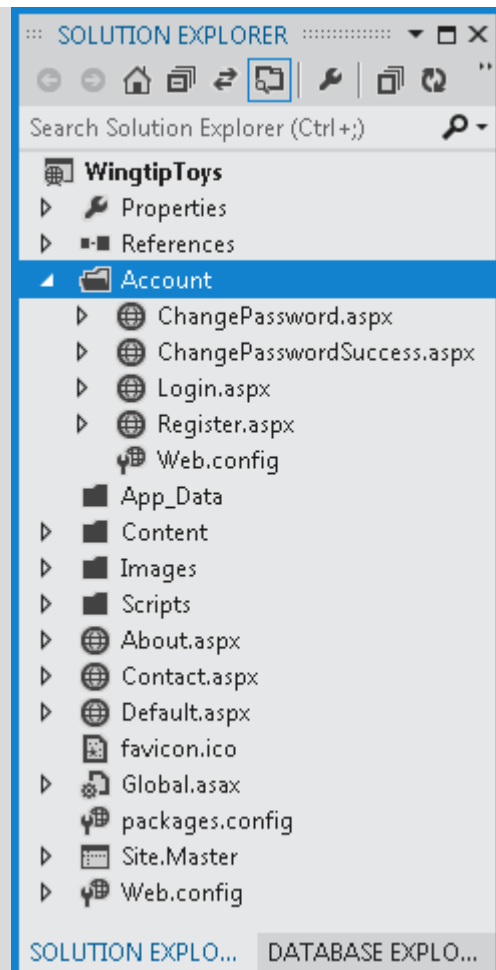 SOLUTION EXPLORER
Search Solution Explorer (Ctrl+;)
WingtipToys
Properties
References
Account
ChangePassword.aspx
ChangePasswordSuccess.aspx
Login.aspx
Register.aspx
Web.config
App_Data
Content
Images
Scripts
About.aspx
Contact.aspx
Default.aspx
favicon.ico
Global.asax
packages.config
Site.Master
Web.config
SOLUTION EXPLO... DATABASE EXPLO...